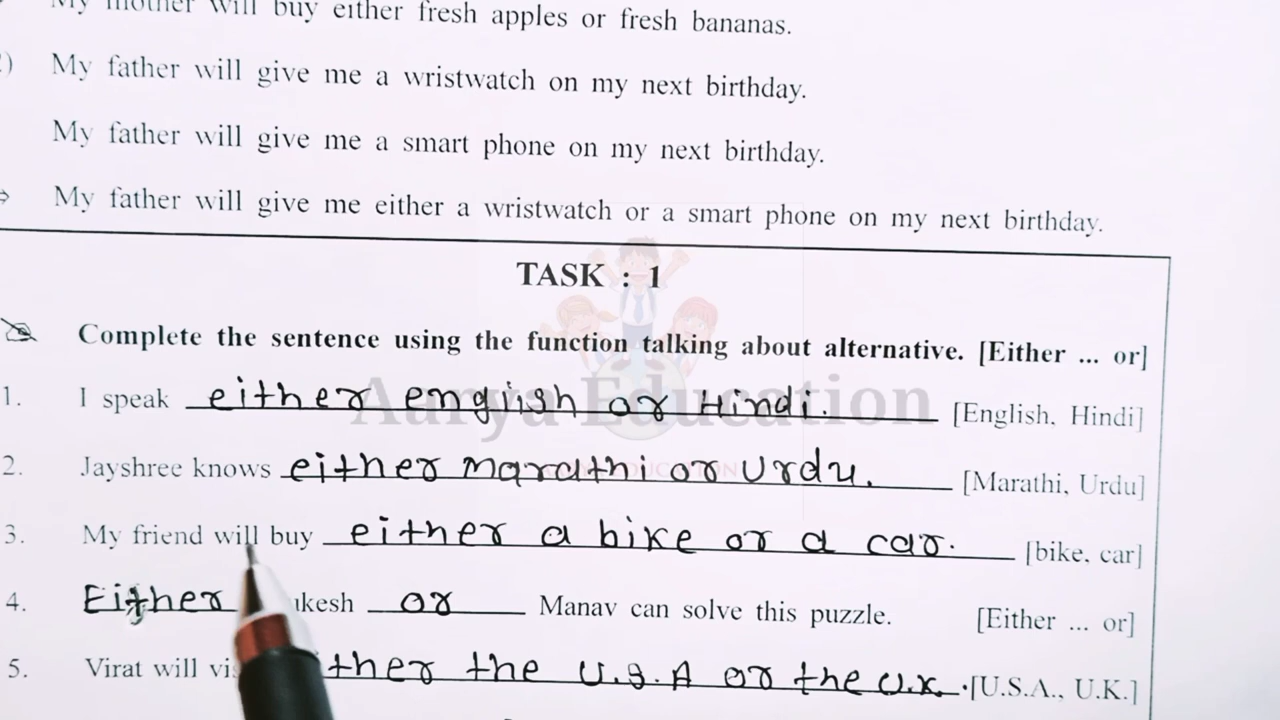 My mother will buy either fresh apples or fresh bananas.
) My father will give me a wristwatch on my next birthday.
My father will give me a smart phone on my next birthday.
⇒ My father will give me either a wristwatch or a smart phone on my next birthday.
TASK : 1
Complete the sentence using the function talking about alternative. [Either ... or]
1. I speak either english or Hindi. [English, Hindi]
Aarya Education
2. Jayshree knows either marathi or urdu. [Marathi, Urdu]
3. My friend will buy either a bike or a car. [bike, car]
4. Either or Manav can solve this puzzle. [Either ... or]
5. Virat will the U.S.A or the U.K. [U.S.A., U.K.]